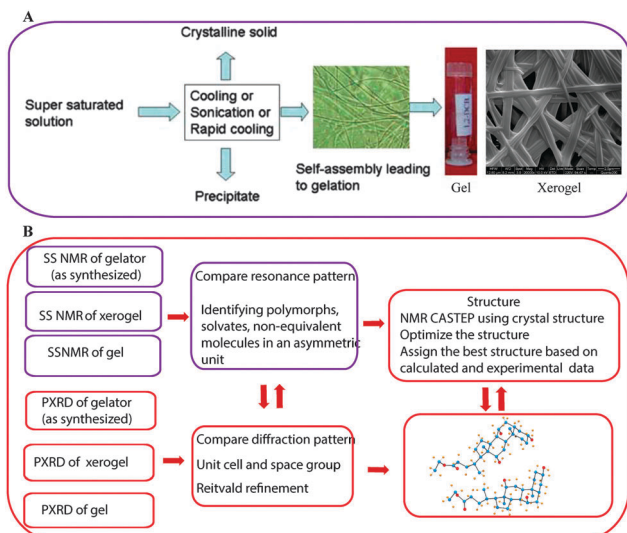 A
Crystalline solid
Super saturated
solution
Cooling or
Sonication or
Rapid cooling
Precipitate
Self-assembly leading
to gelation
Gel
Xerogel
B
SS NMR of gelator
(as synthesized)
SS NMR of xerogel
SSNMR of gel
PXRD of gelator
(as synthesized)
PXRD of xerogel
PXRD of gel
Compare resonance pattern
Identifying polymorphs,
solvates, non-equivalent
molecules in an asymmetric
unit
Compare diffraction pattern
Unit cell and space group
Reitvald refinement
Structure
NMR CASTEP using crystal structure
Optimize the structure
Assign the best structure based on
calculated and experimental data